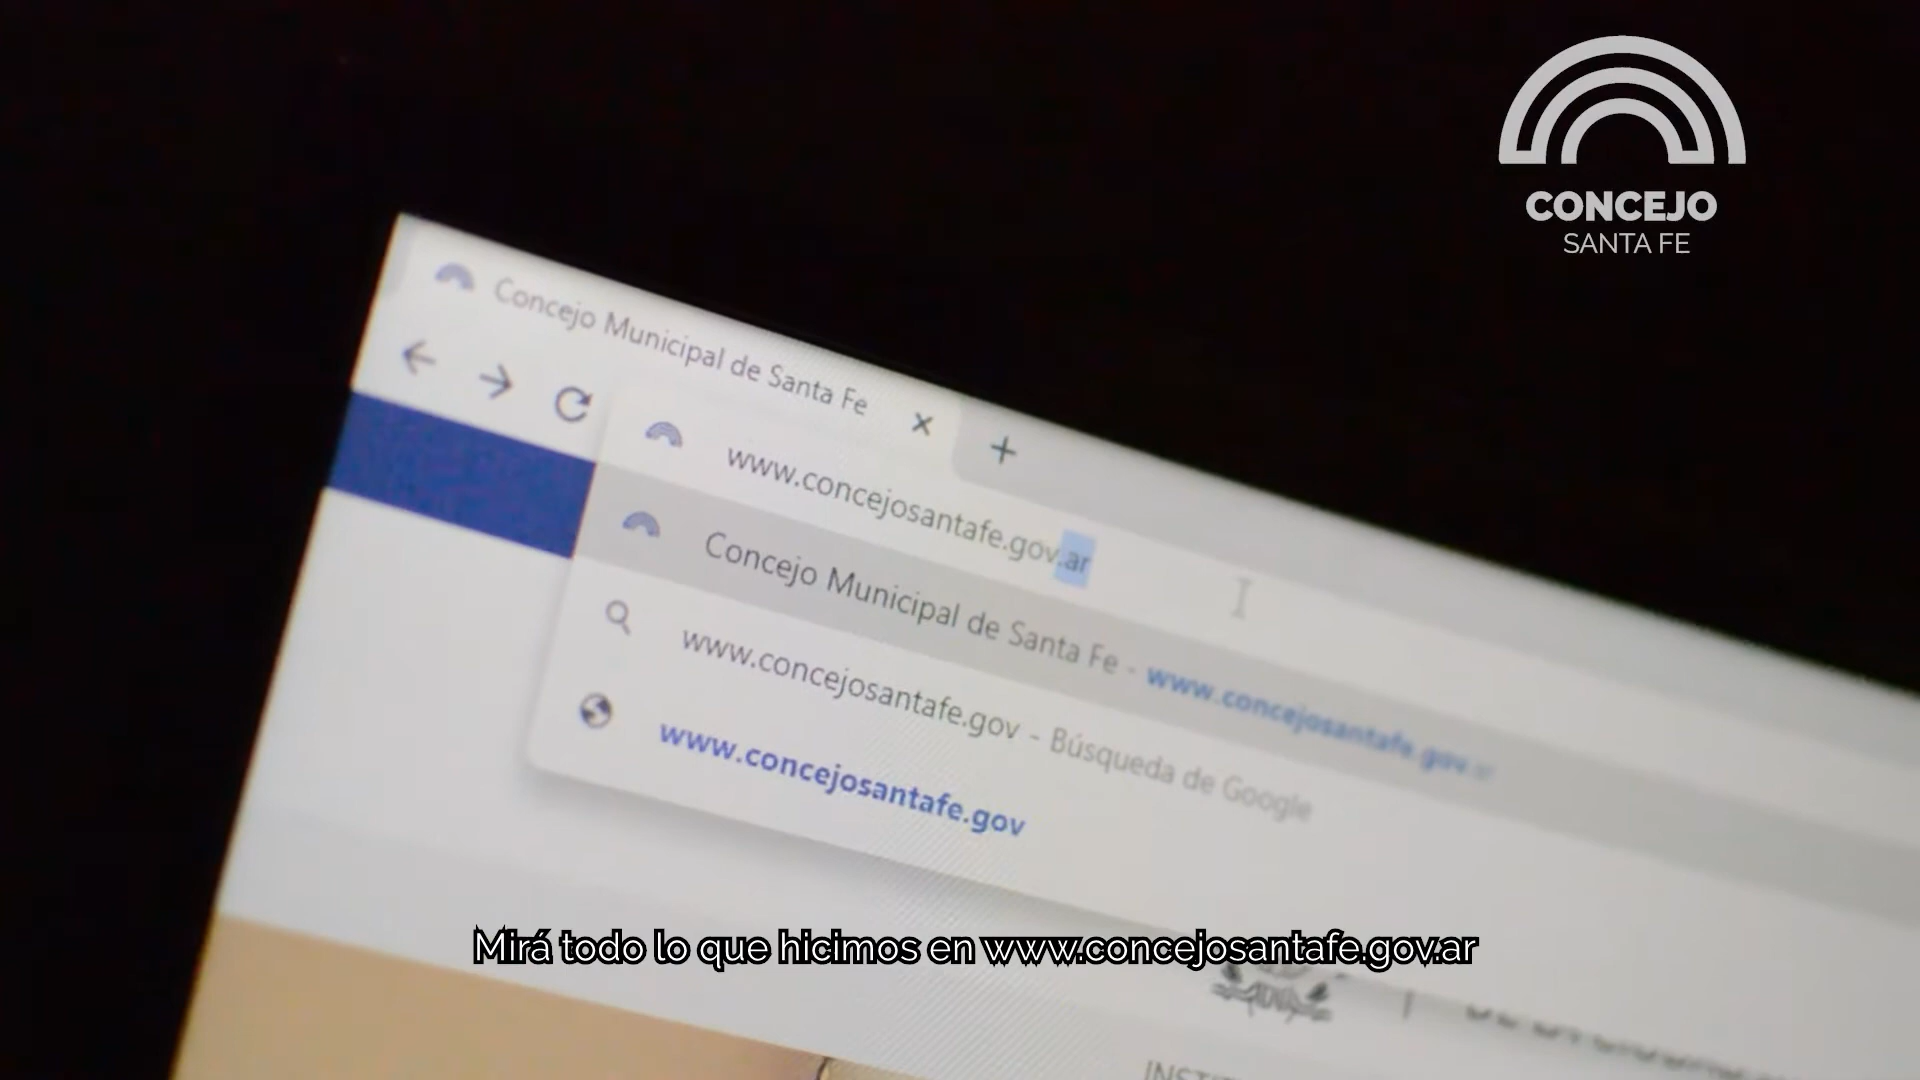 CONCEJO
SANTA FE
Concejo Municipal de Santa Fe
www.concejosantafe.gov.ar
Concejo Municipal de Santa Fe - www.concejosantafe.gov.ar
www.concejosantafe.gov - Búsqueda de Google
www.concejosantafe.gov
Mirá todo lo que hicimos en www.concejosantafe.gov.ar